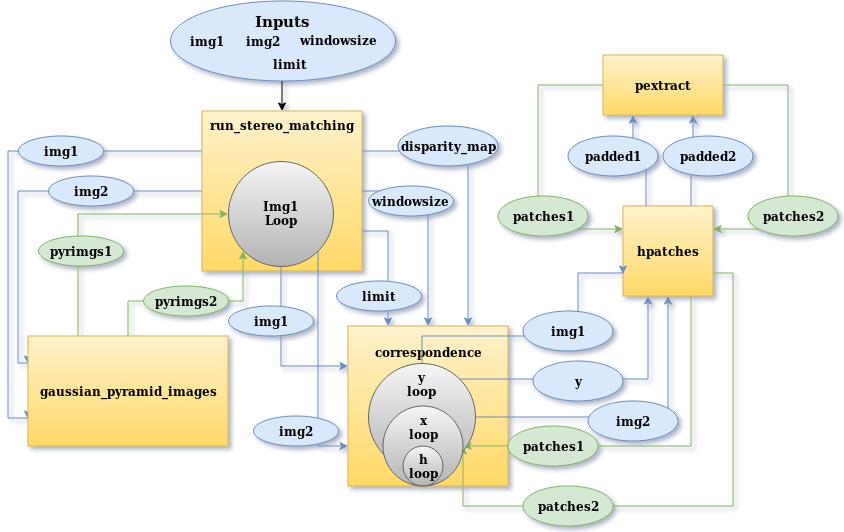 Inputs
img1 img2 windowsize
limit
run_stereo_matching
Img1
Loop
img1
img2
pyrimgs1
pyrimgs2
gaussian_pyramid_images
disparity_map
windowsize
limit
img1
img2
correspondence
y
loop
x
loop
h
loop
pextract
padded1
padded2
patches1
patches2
hpatches
img1
y
img2
patches1
patches2